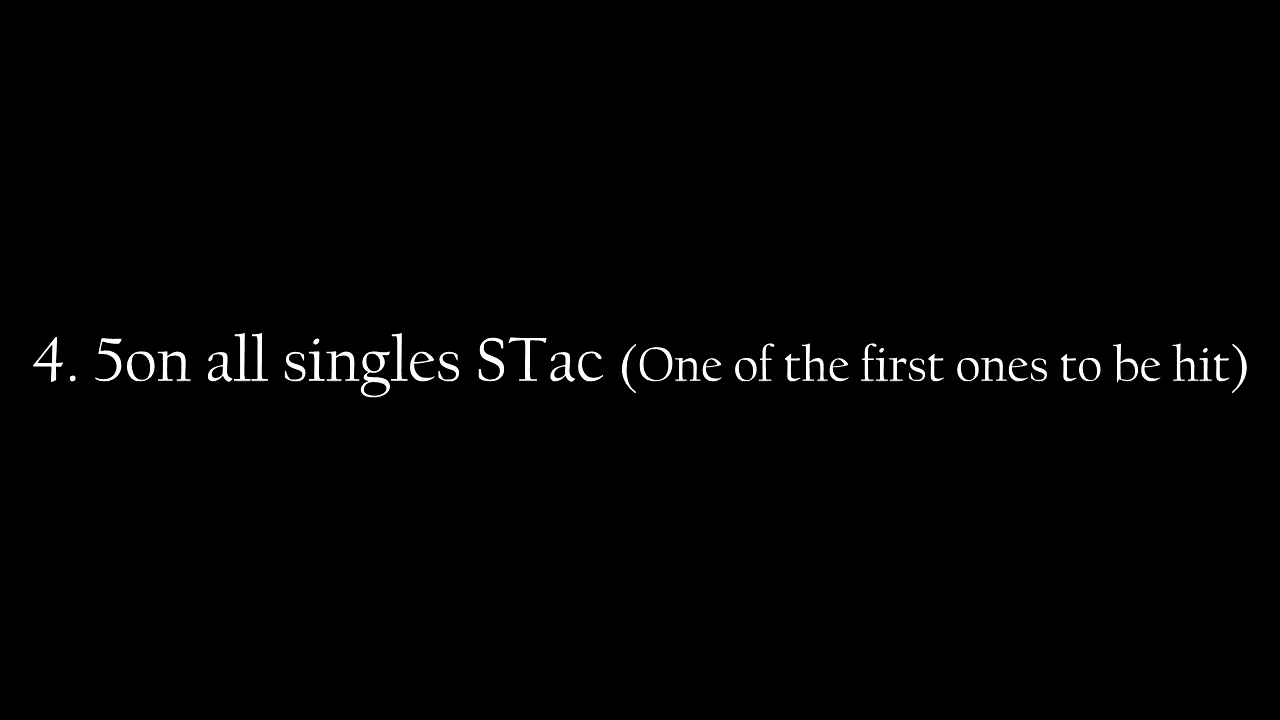 4. 5on all singles STac (One of the first ones to be hit)